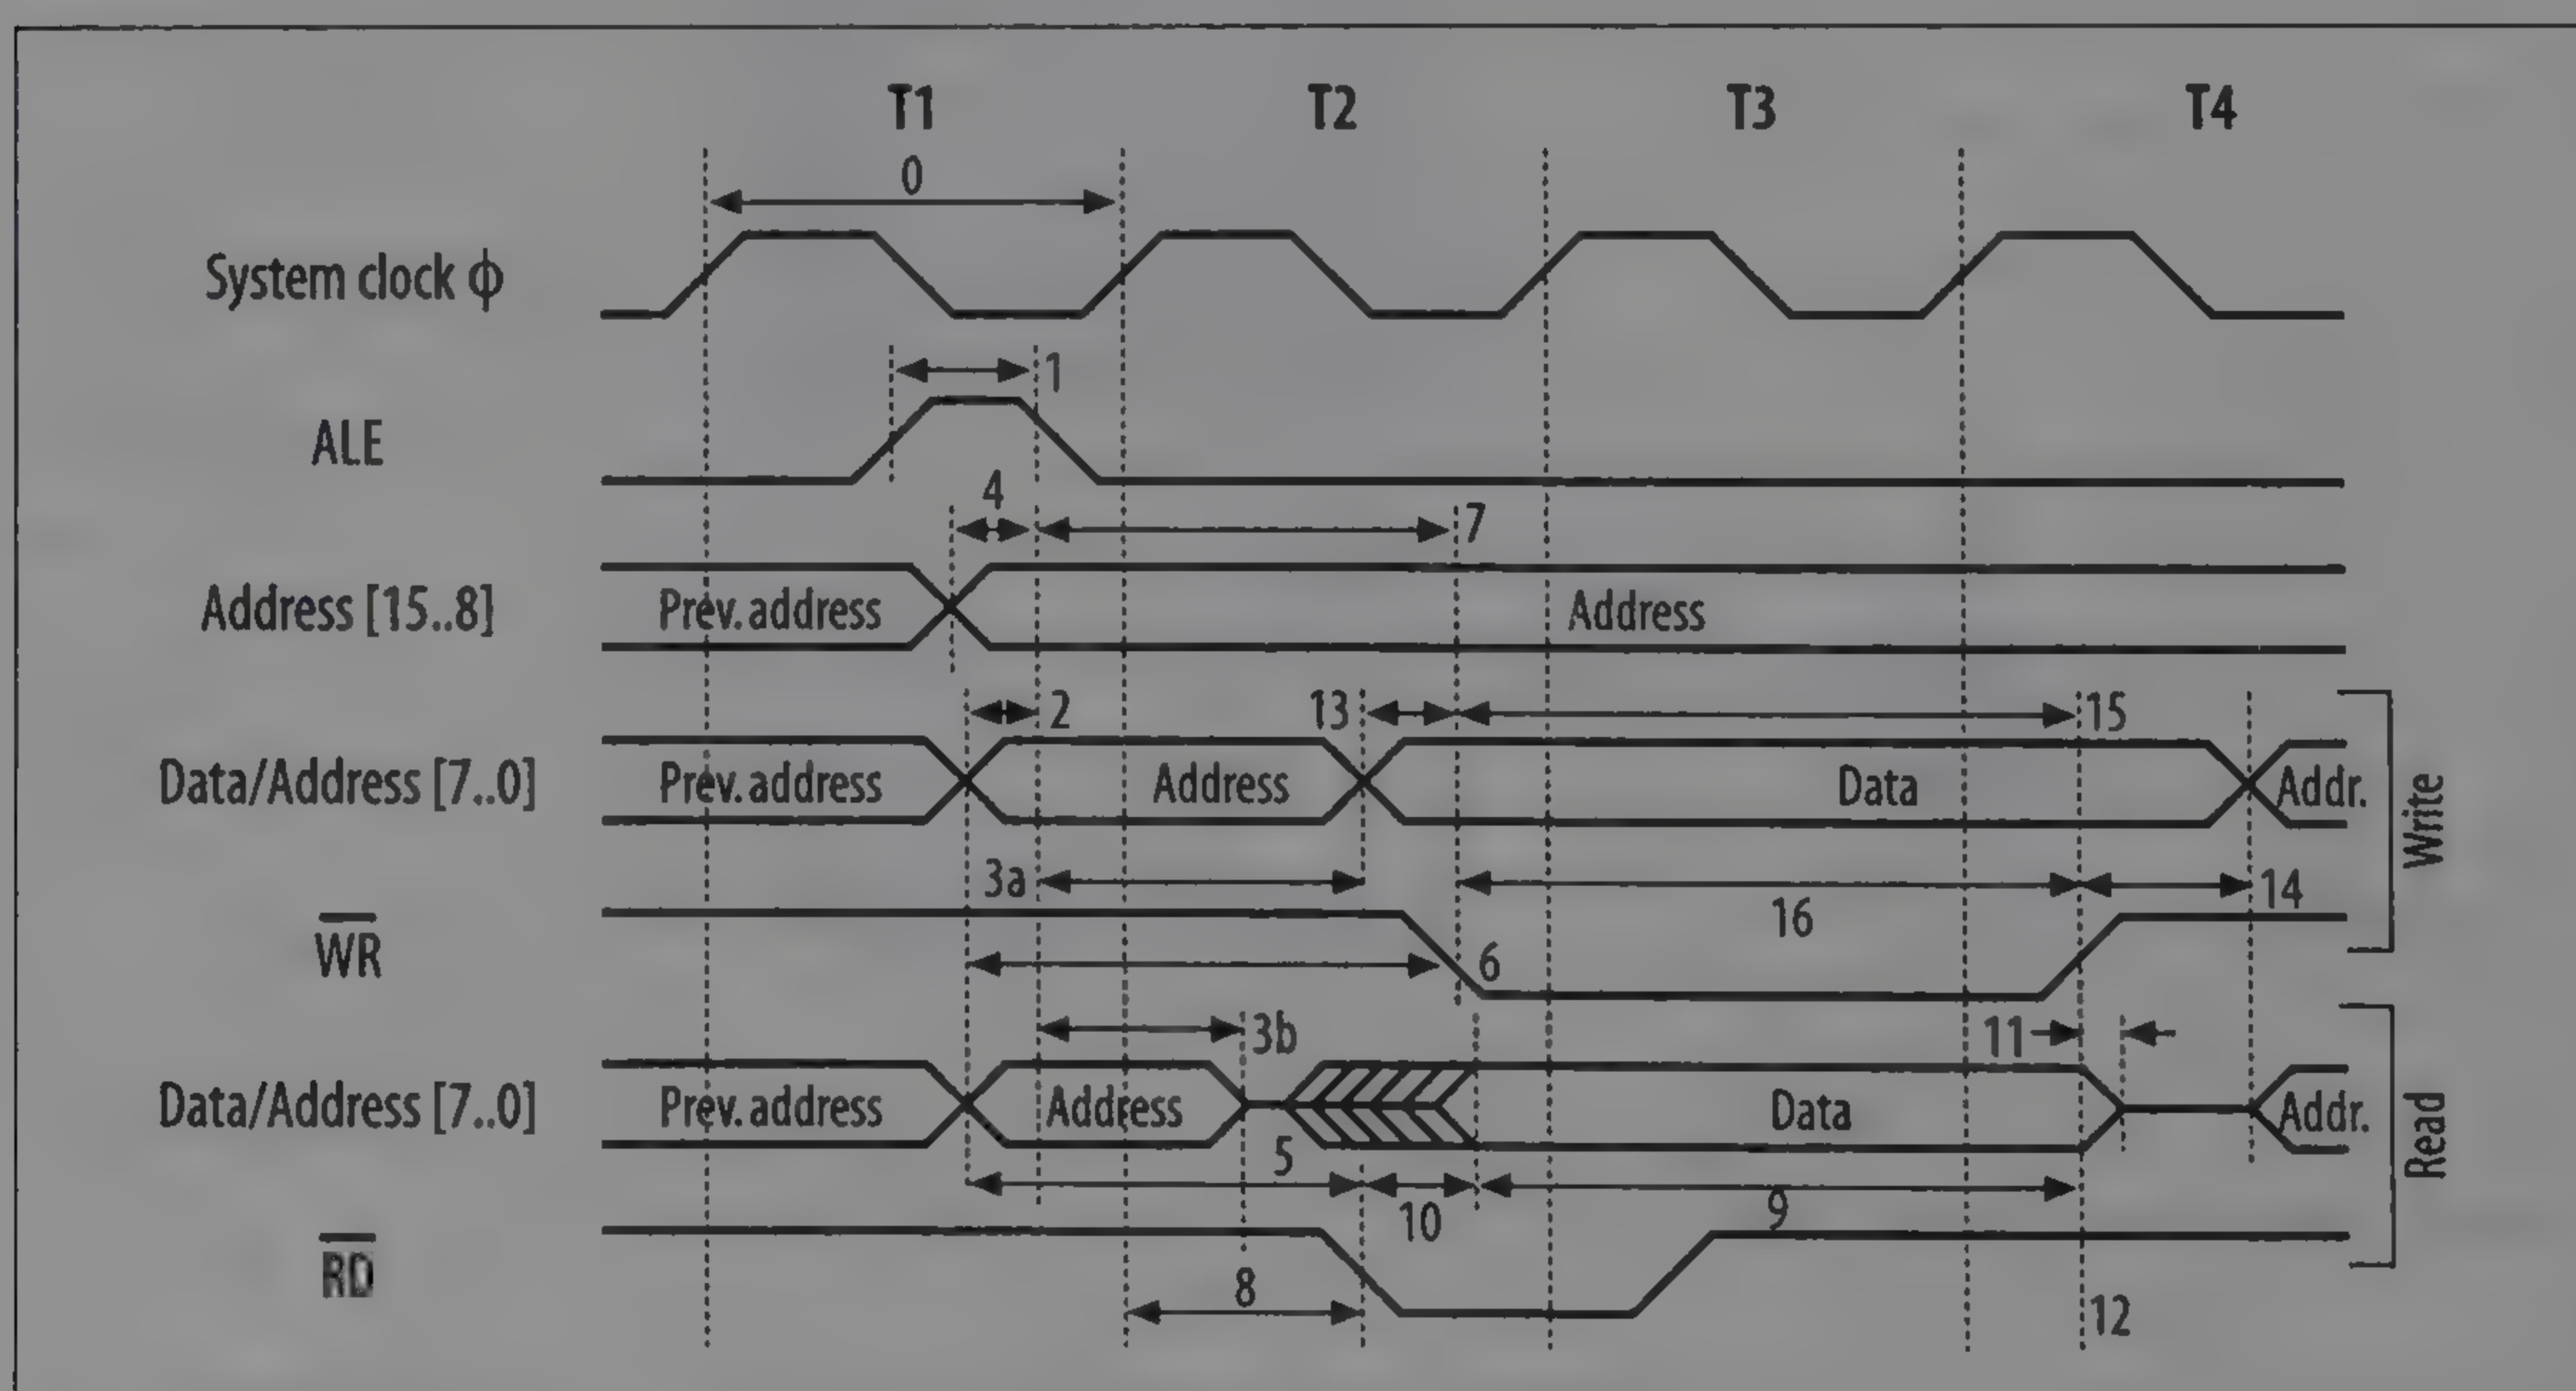 T1 T2 T3 T4
0
System clock ϕ
1
ALE
4
7
Address [15..8] Prev. address Address
2 13 15
Data/Address [7..0] Prev. address Address Data Addr.
Write
3a 16 14
WR
6
3b 11
Data/Address [7..0] Prev. address Address Data Addr.
Read
5 10 9
RD
8 12